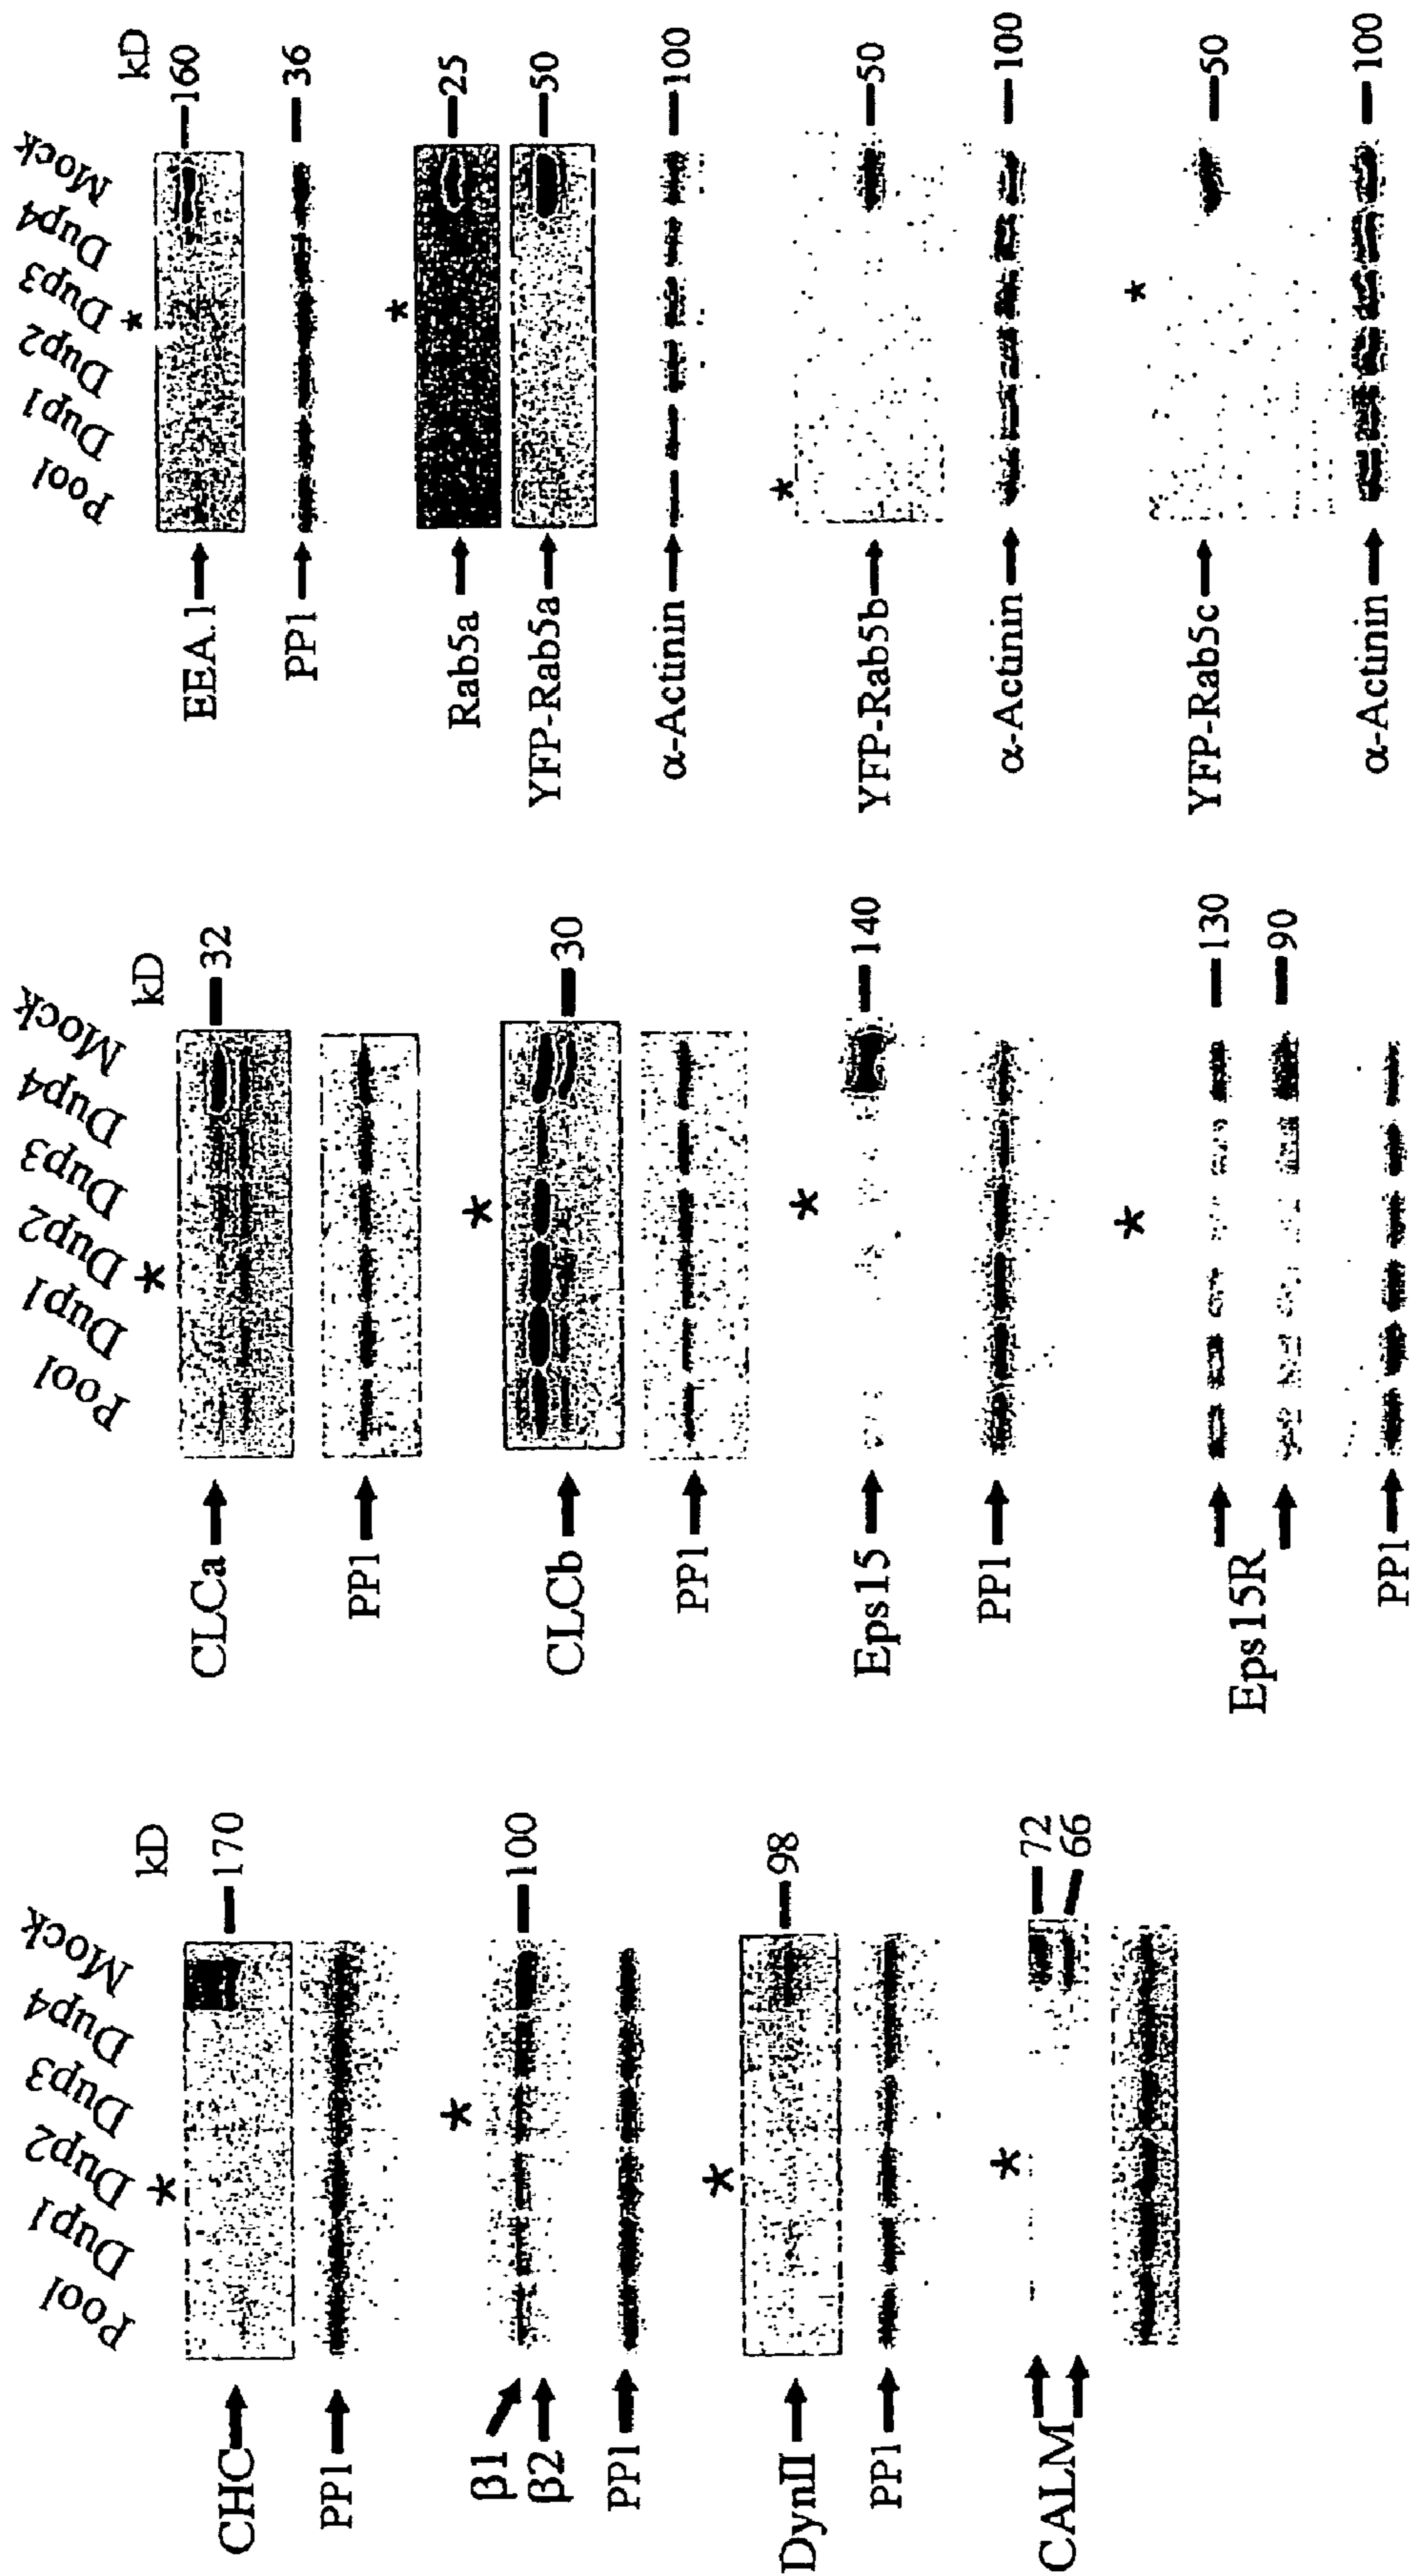 Pool Dup1 Dup2 Dup3 Dup4 Mock
kD
*
CHC 170
PP1
*
β1 100
β2
PP1
*
DynII 98
PP1
*
CALM 72
66
Pool Dup1 Dup2 Dup3 Dup4 Mock
kD
*
CLCa 32
PP1
*
CLCb 30
PP1
*
Eps15 140
PP1
*
Eps15R 130
90
PP1
Pool Dup1 Dup2 Dup3 Dup4 Mock
kD
*
EEA.1 160
PP1 36
*
Rab5a 25
YFP-Rab5a 50
α-Actinin 100
*
YFP-Rab5b 50
α-Actinin 100
*
YFP-Rab5c 50
α-Actinin 100